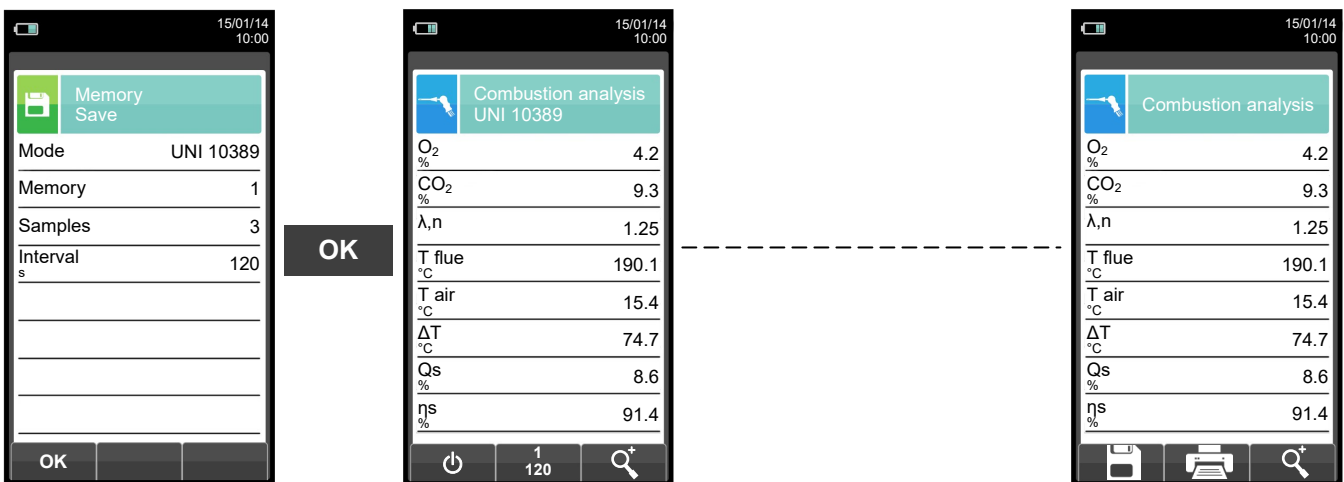 15/01/14
10:00
Memory
Save
Mode UNI 10389
Memory 1
Samples 3
Interval
s 120
OK
OK
15/01/14
10:00
Combustion analysis
UNI 10389
O₂
% 4.2
CO₂
% 9.3
λ,n 1.25
T flue
°C 190.1
T air
°C 15.4
ΔT
°C 74.7
Qs
% 8.6
ηs
% 91.4
1
120
15/01/14
10:00
Combustion analysis
O₂
% 4.2
CO₂
% 9.3
λ,n 1.25
T flue
°C 190.1
T air
°C 15.4
ΔT
°C 74.7
Qs
% 8.6
ηs
% 91.4